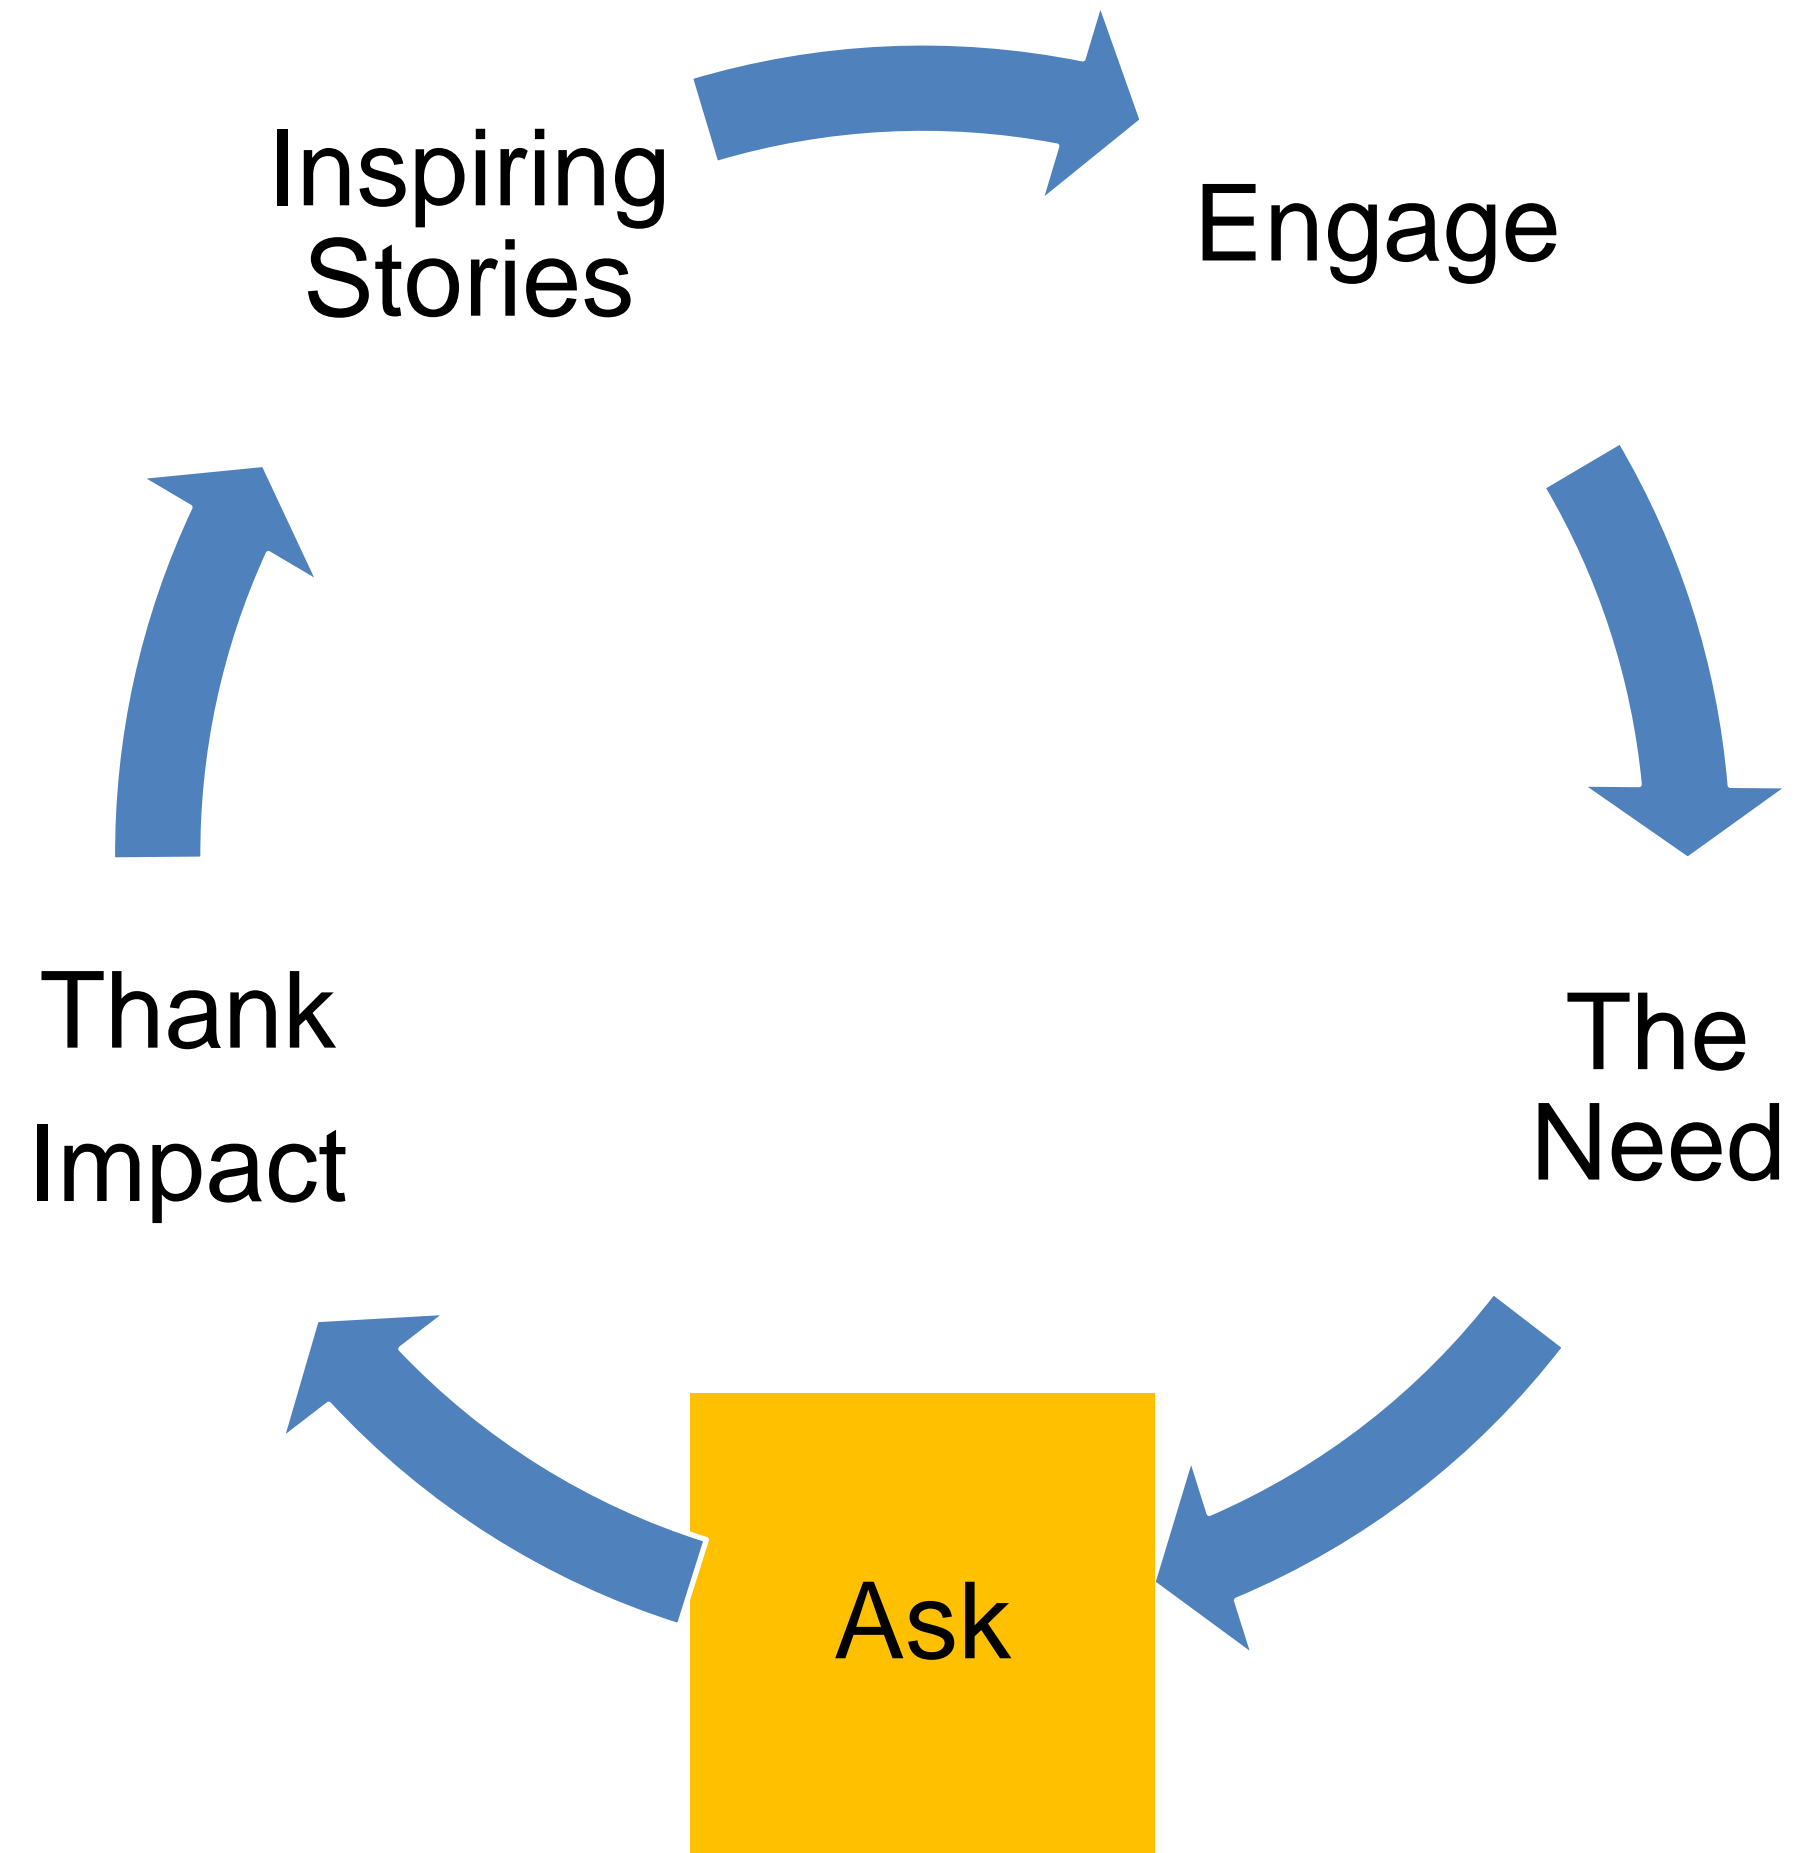 Inspiring
Stories
Engage
The
Need
Ask
Thank
Impact